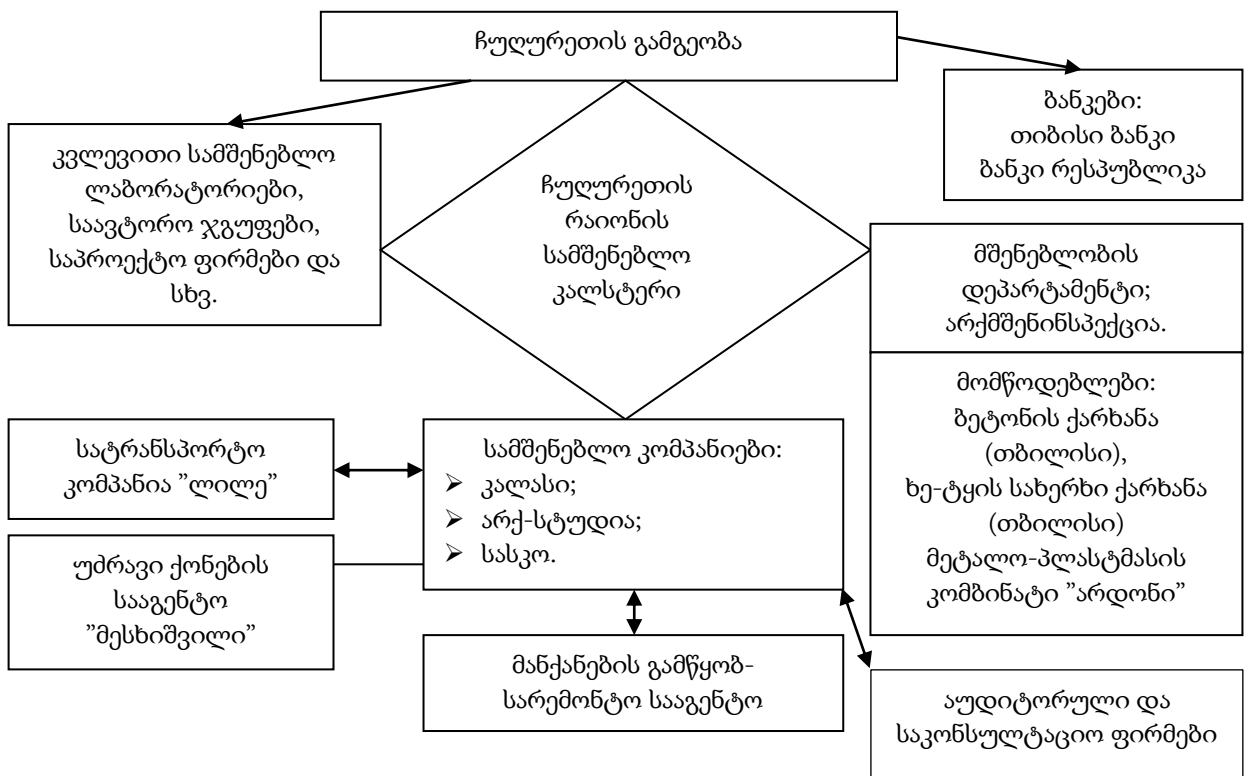 ჩუღურეთის გამგეობა
ბანკები:
თიბისი ბანკი
ბანკი რესპუბლიკა
კვლევითი სამშენებლო
ლაბორატორიები,
საავტორო ჯგუფები,
საპროექტო ფირმები და
სხვ.
ჩუღურეთის
რაიონის
სამშენებლო
კალსტერი
მშენებლობის
დეპარტამენტი;
არქმშენინსპექცია.
მომწოდებლები:
ბეტონის ქარხანა
(თბილისი),
ხე-ტყის სახერხი ქარხანა
(თბილისი)
მეტალო-პლასტმასის
კომბინატი ”არდონი”
სატრანსპორტო
კომპანია ”ლილე”
სამშენებლო კომპანიები:
➢ კალასი;
➢ არქ-სტუდია;
➢ სასკო.
უძრავი ქონების
სააგენტო
”მესხიშვილი”
მანქანების გამწყობ-
სარემონტო სააგენტო
აუდიტორული და
საკონსულტაციო ფირმები